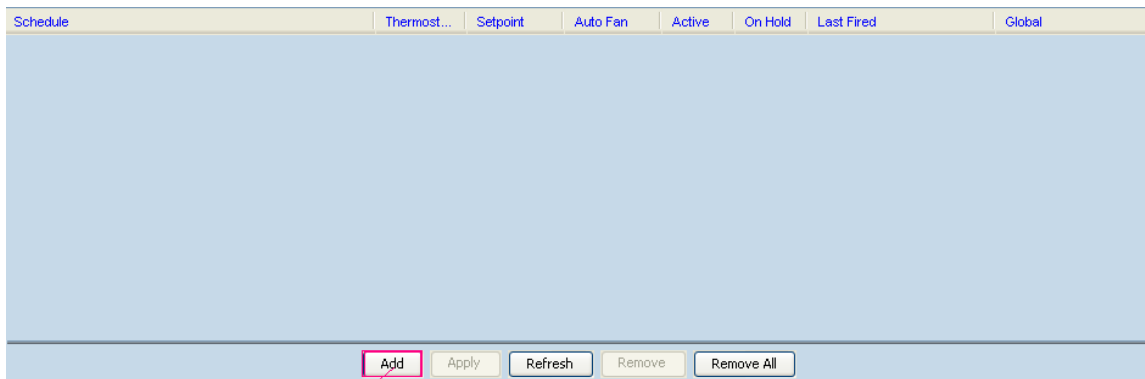 Schedule Thermost... Setpoint Auto Fan Active On Hold Last Fired Global
Add Apply Refresh Remove Remove All